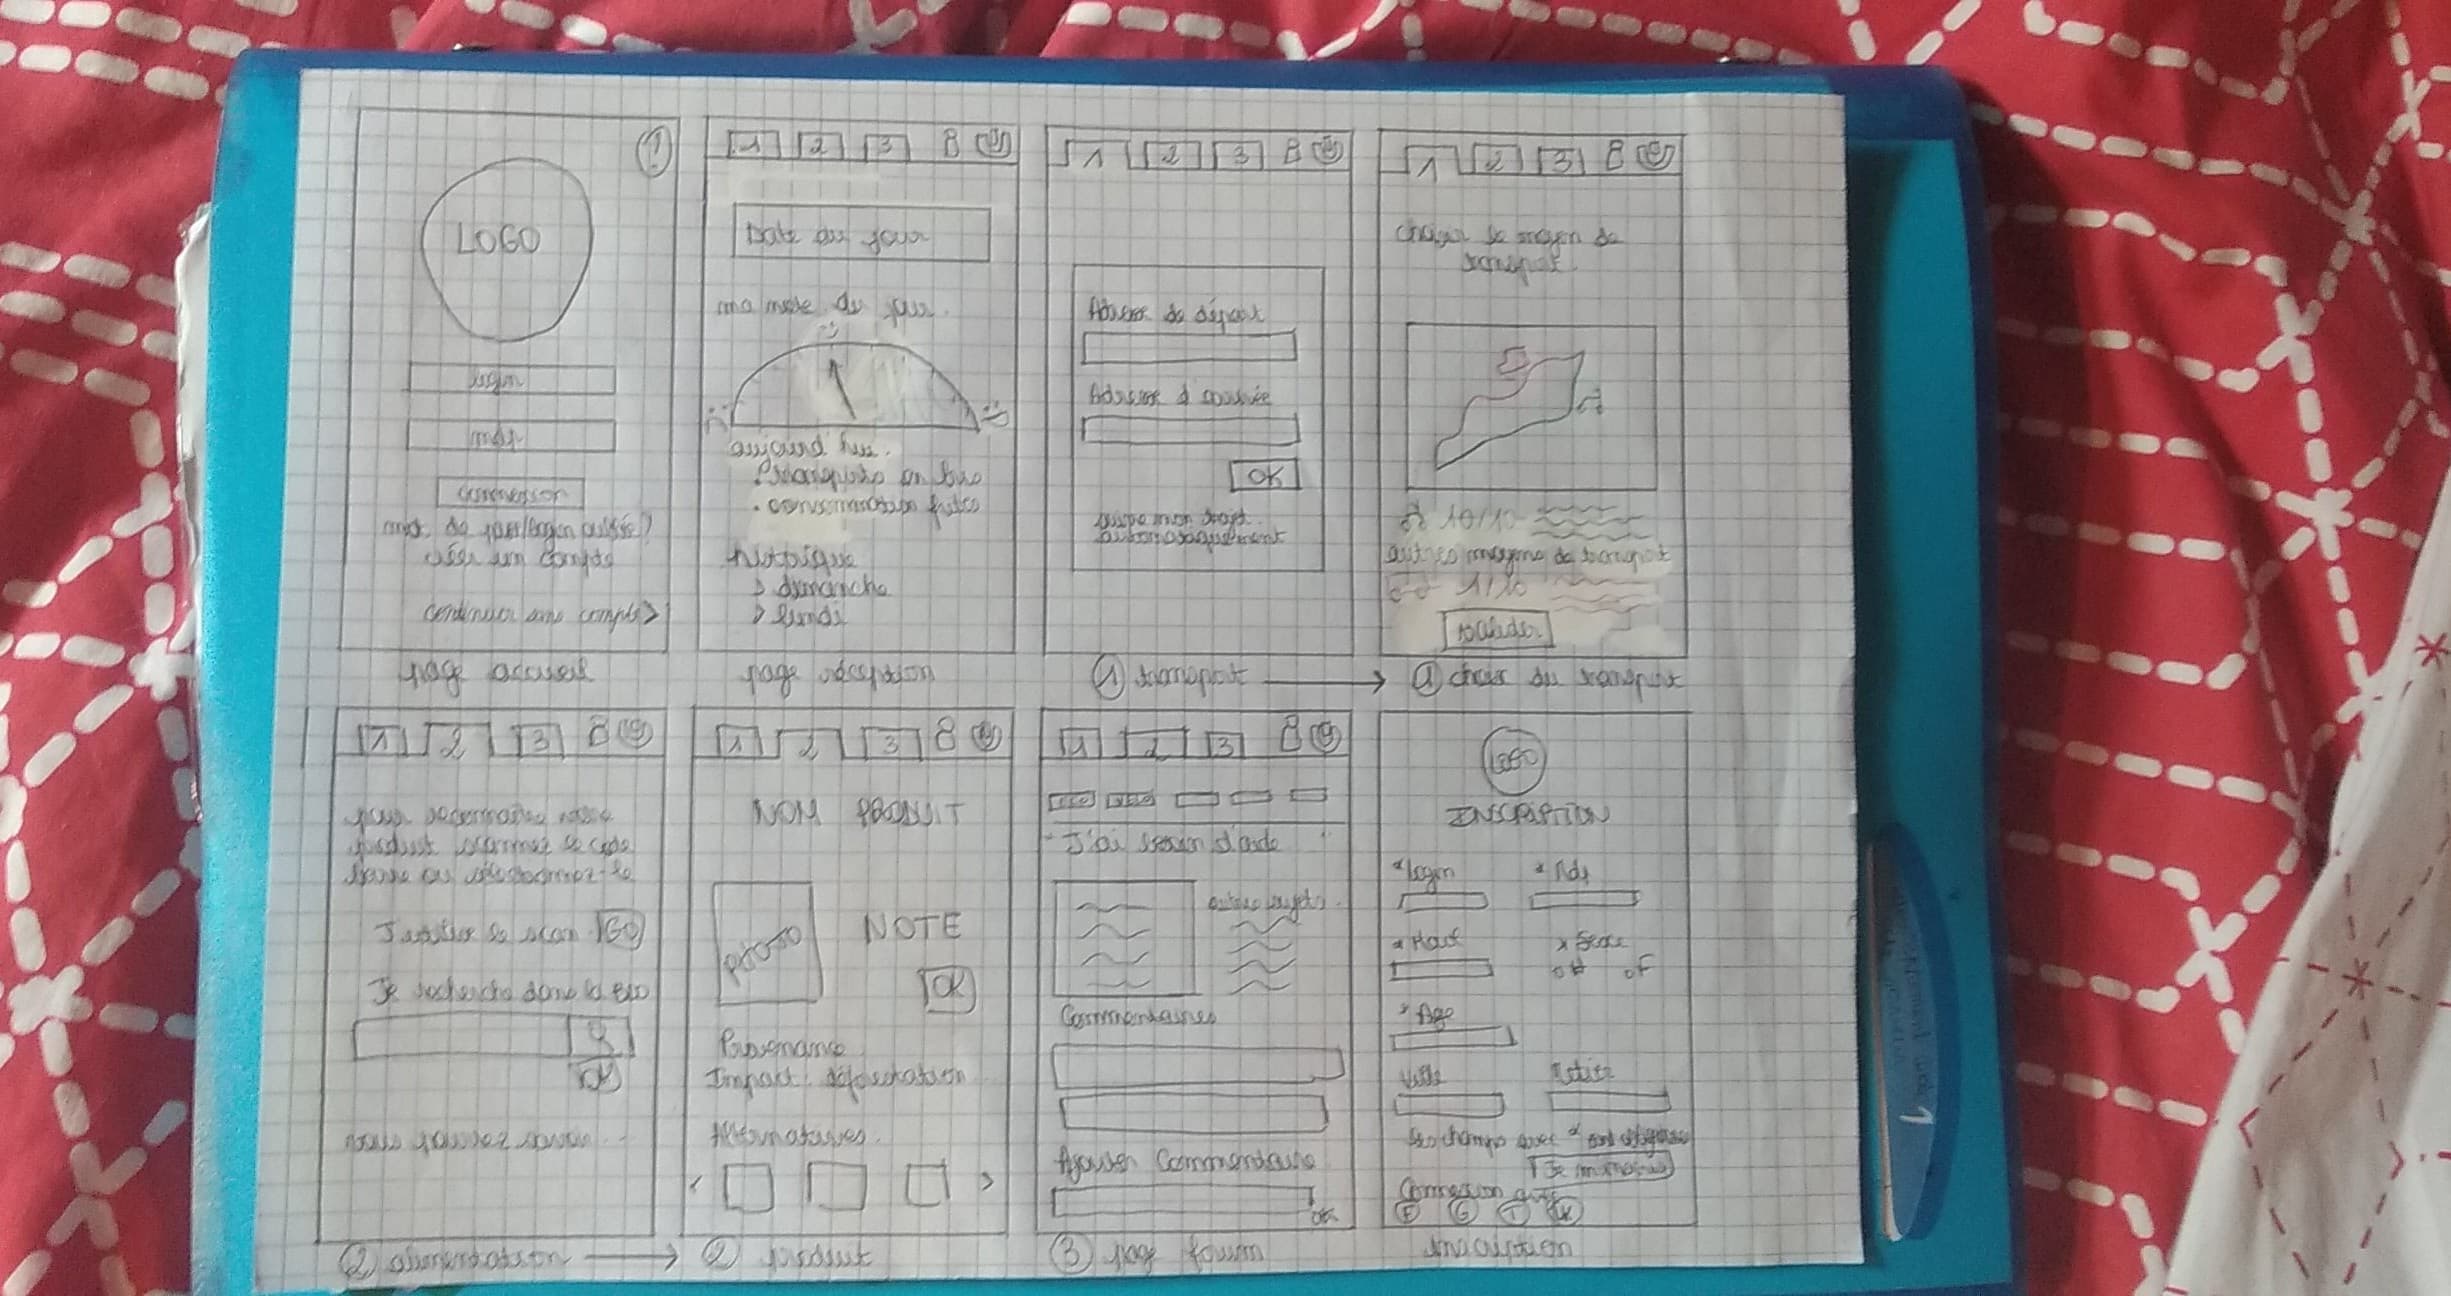 LOGO
login
mdp
connexion
mot de passe/login oublié?
créer un compte
continuer sans compte >
page accueil
1 2 3
Date du jour
ma note du jour
aujourd'hui.
transports en bus
. consommation
historique
> dimanche
> lundi
page réception
1 2 3
Adresse de départ
Adresse d'arrivée
OK
suivre mon trajet
automatiquement
① transport
1 2 3
choisir le moyen de
transport
10/10
autres moyens de transport
1/10
Valider
① choix du transport
1 2 3
pour reconnaitre votre
produit scannez le code
barre ou sélectionnez-le
J'utilise le scan GO
Je recherche dans la BDD
OK
vous pouvez
② alimentation
1 2 3
NOM PRODUIT
PHOTO
NOTE
OK
Provenance
Impact: déforestation
Alternatives.
< >
② produit
1 2 3
"J'ai besoin d'aide "
autres sujets.
Commentaires
Ajouter Commentaire
OK
③ page forum
LOGO
INSCRIPTION
*login * Mdp
* Mail * Sexe
o H o F
* Age
Ville
les champs avec * sont
Je m'inscris
Connexion avec
F G T
inscription
1